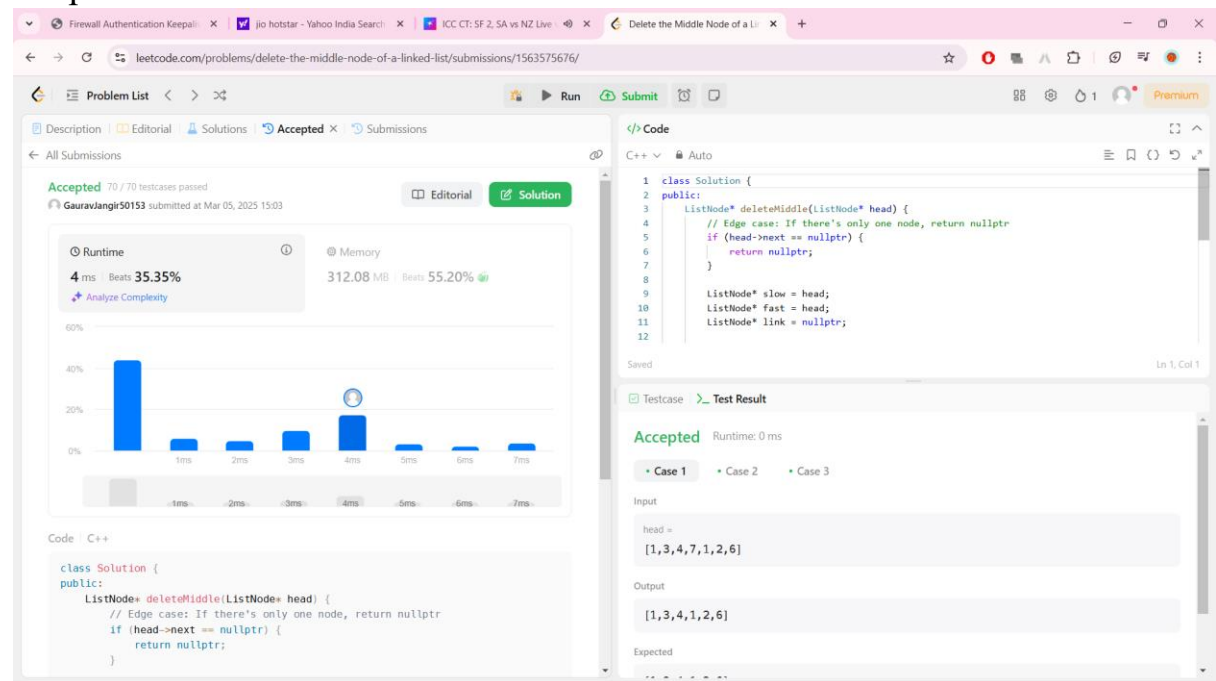 Firewall Authentication Keepali
jio hotstar - Yahoo India Search
ICC CT: SF 2, SA vs NZ Live
Delete the Middle Node of a Li
leetcode.com/problems/delete-the-middle-node-of-a-linked-list/submissions/1563575676/
Problem List
Run
Submit
1
Premium
Description
Editorial
Solutions
Accepted
Submissions
All Submissions
Accepted 70 / 70 testcases passed
GauravJangir50153 submitted at Mar 05, 2025 15:03
Editorial
Solution
Runtime
4 ms Beats 35.35%
Analyze Complexity
Memory
312.08 MB Beats 55.20%
60%
40%
20%
0%
1ms 2ms 3ms 4ms 5ms 6ms 7ms
1ms 2ms 3ms 4ms 5ms 6ms 7ms
Code C++
class Solution {
public:
ListNode* deleteMiddle(ListNode* head) {
// Edge case: If there's only one node, return nullptr
if (head->next == nullptr) {
return nullptr;
}
</> Code
C++ Auto
1 class Solution {
2 public:
3 ListNode* deleteMiddle(ListNode* head) {
4 // Edge case: If there's only one node, return nullptr
5 if (head->next == nullptr) {
6 return nullptr;
7 }
8
9 ListNode* slow = head;
10 ListNode* fast = head;
11 ListNode* link = nullptr;
12
Saved
Ln 1, Col 1
Testcase
>_ Test Result
Accepted Runtime: 0 ms
• Case 1 • Case 2 • Case 3
Input
head =
[1,3,4,7,1,2,6]
Output
[1,3,4,1,2,6]
Expected